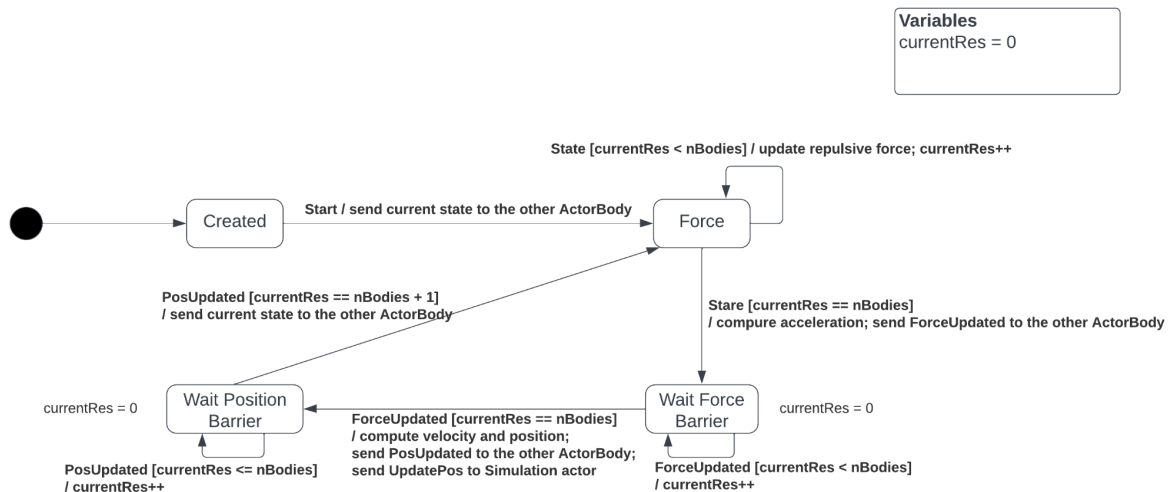 Variables
currentRes = 0
State [currentRes < nBodies] / update repulsive force; currentRes++
Created
Start / send current state to the other ActorBody
Force
PosUpdated [currentRes == nBodies + 1]
/ send current state to the other ActorBody
Stare [currentRes == nBodies]
/ compure acceleration; send ForceUpdated to the other ActorBody
currentRes = 0
Wait Position
Barrier
Wait Force
Barrier
currentRes = 0
ForceUpdated [currentRes == nBodies]
/ compute velocity and position;
send PosUpdated to the other ActorBody;
send UpdatePos to Simulation actor
PosUpdated [currentRes <= nBodies]
/ currentRes++
ForceUpdated [currentRes < nBodies]
/ currentRes++